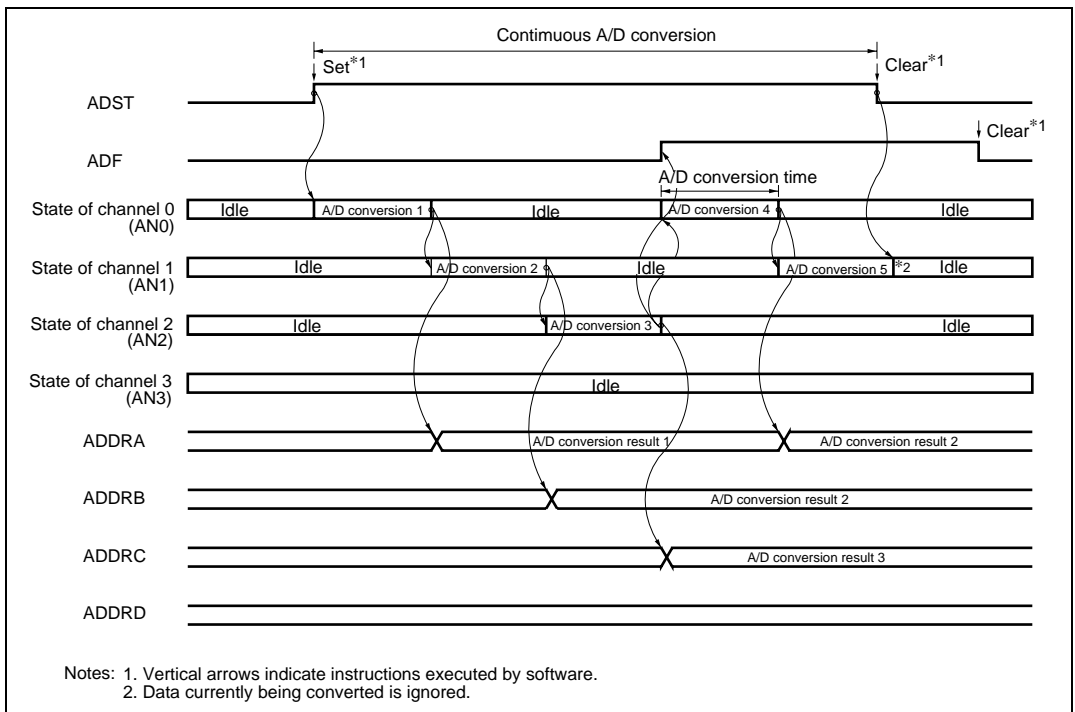 Contimuous A/D conversion
Set*1
Clear*1
ADST
Clear*1
ADF
A/D conversion time
State of channel 0
(AN0)
Idle
A/D conversion 1
Idle
A/D conversion 4
Idle
State of channel 1
(AN1)
Idle
A/D conversion 2
Idle
A/D conversion 5
*2
Idle
State of channel 2
(AN2)
Idle
A/D conversion 3
Idle
State of channel 3
(AN3)
Idle
ADDRA
A/D conversion result 1
A/D conversion result 2
ADDRB
A/D conversion result 2
ADDRC
A/D conversion result 3
ADDRD
Notes: 1. Vertical arrows indicate instructions executed by software.
2. Data currently being converted is ignored.